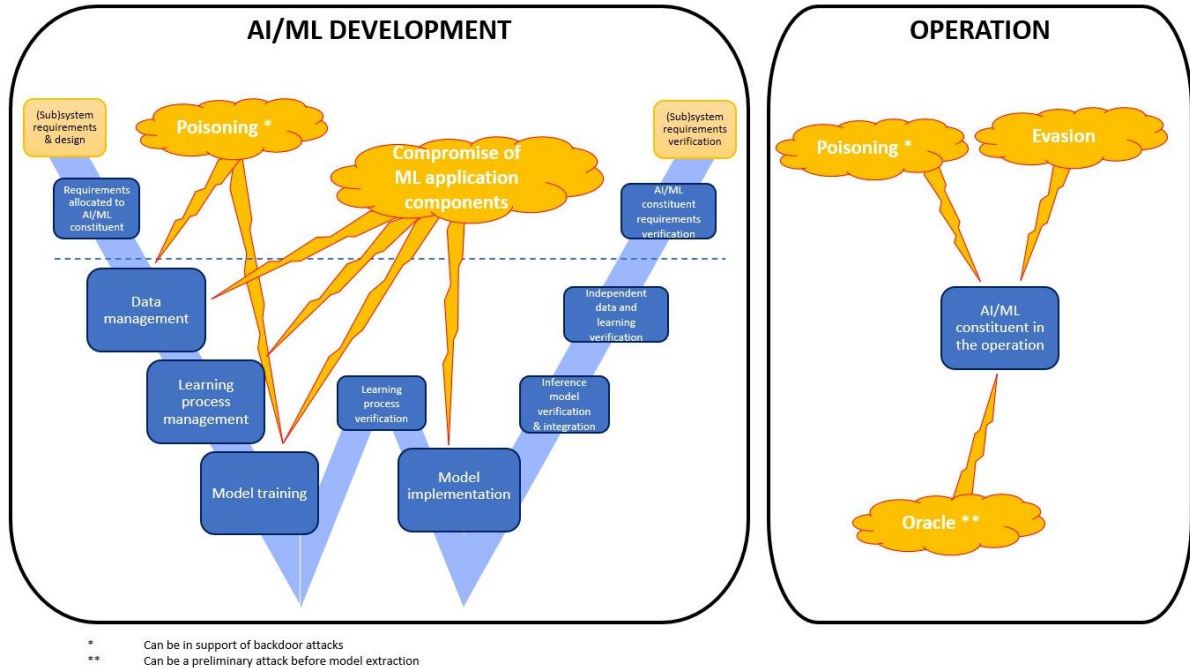 AI/ML DEVELOPMENT
(Sub)system
requirements
& design
Poisoning *
Compromise of
ML application
components
(Sub)system
requirements
verification
Requirements
allocated to
AI/ML
constituent
AI/ML
constituent
requirements
verification
Data
management
Independent
data and
learning
verification
Learning
process
management
Learning
process
verification
Inference
model
verification
& integration
Model training
Model
implementation
OPERATION
Poisoning *
Evasion
AI/ML
constituent in
the operation
Oracle **
* Can be in support of backdoor attacks
** Can be a preliminary attack before model extraction